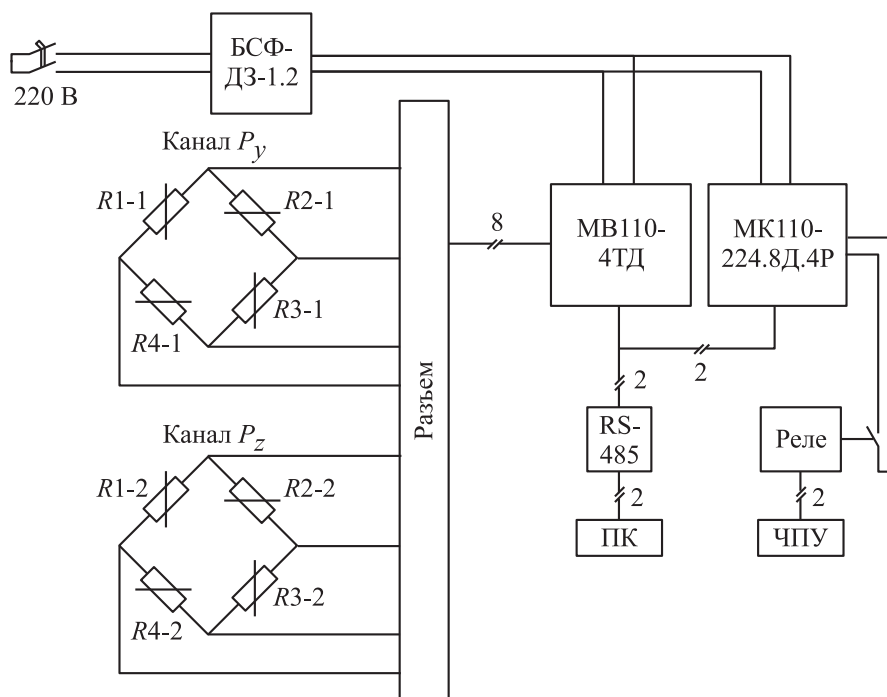 БСФ-
ДЗ-1.2
220 В
Канал Py
R1-1
R2-1
R3-1
R4-1
Разъем
8
МВ110-
4ТД
МК110-
224.8Д.4Р
2
2
RS-
485
Реле
2
2
ПК
ЧПУ
Канал Pz
R1-2
R2-2
R3-2
R4-2